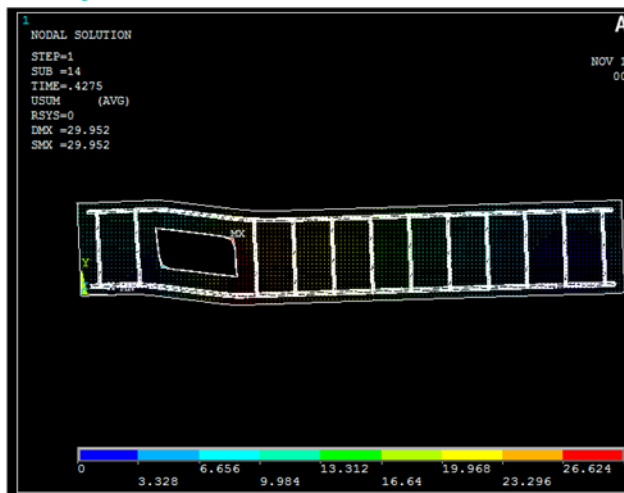 1
NODAL SOLUTION
A
STEP=1
SUB =14
TIME=.4275
USUM (AVG)
RSYS=0
DMX =29.952
SMX =29.952
NOV 1
00
MX
Y
0
3.328
6.656
9.984
13.312
16.64
19.968
23.296
26.624